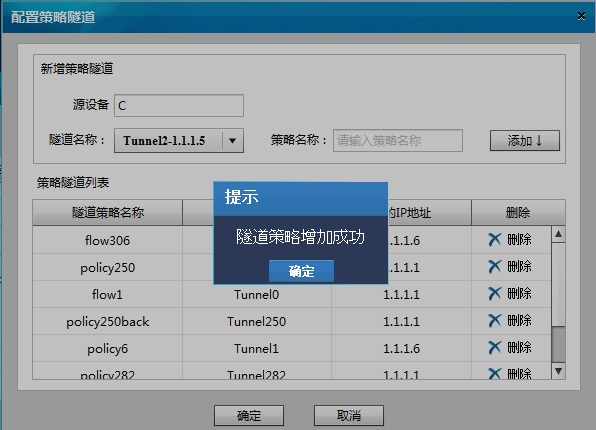 配置策略隧道
新增策略隧道
源设备 C
隧道名称： Tunnel2-1.1.1.5 策略名称： 请输入策略名称 添加↓
策略隧道列表
隧道策略名称 的IP地址 删除
提示
隧道策略增加成功
确定
flow306 1.1.6 删除
policy250 1.1.1 删除
flow1 Tunnel0 1.1.1.1 删除
policy250back Tunnel250 1.1.1.1 删除
policy6 Tunnel1 1.1.1.6 删除
policy282 Tunnel282 1.1.1.1 删除
确定 取消